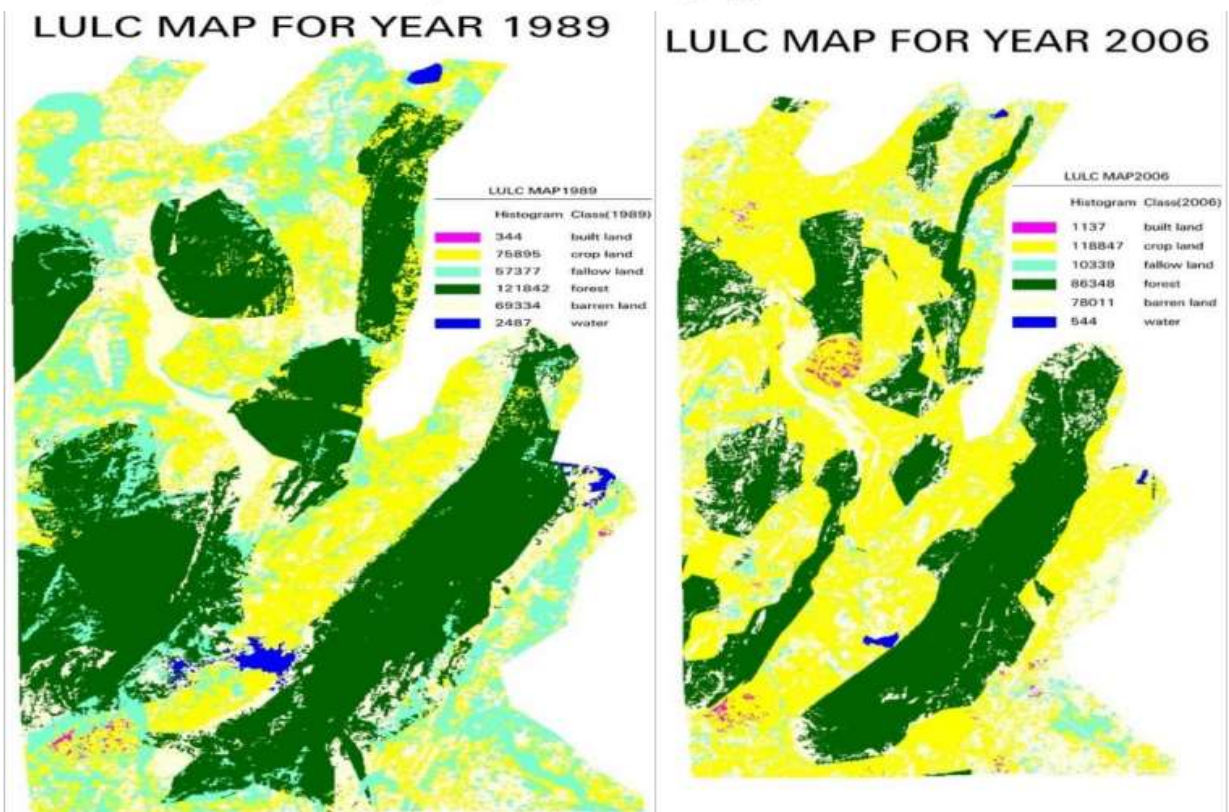 LULC MAP FOR YEAR 1989
LULC MAP1989
Histogram Class(1989)
344 built land
75895 crop land
57377 fallow land
121842 forest
69334 barren land
2487 water
LULC MAP FOR YEAR 2006
LULC MAP2006
Histogram Class(2006)
1137 built land
118847 crop land
10339 fallow land
86348 forest
78011 barren land
544 water